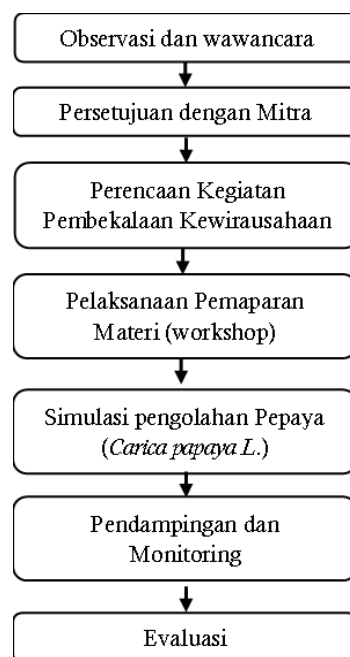 Observasi dan wawancara
Persetujuan dengan Mitra
Perencaan Kegiatan
Pembekalaan Kewirausahaan
Pelaksanaan Pemaparan
Materi (workshop)
Simulasi pengolahan Pepaya
(Carica papaya L.)
Pendampingan dan
Monitoring
Evaluasi